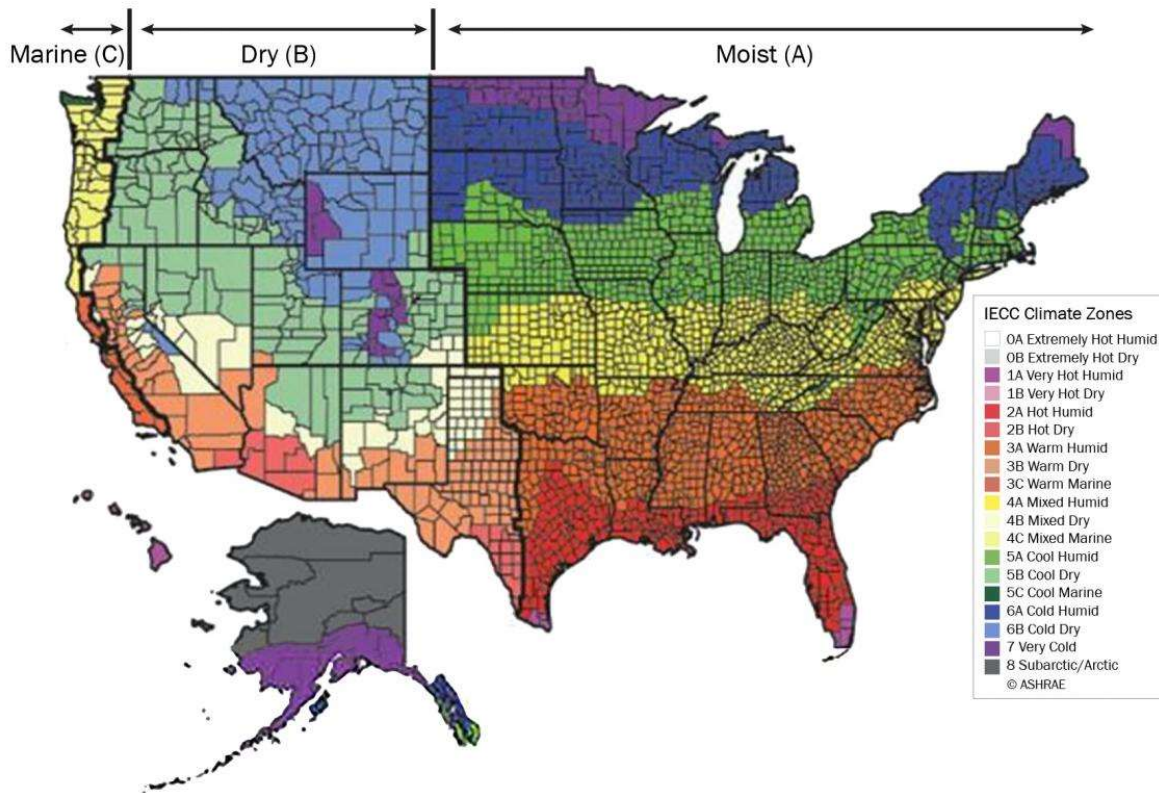 Marine (C)
Dry (B)
Moist (A)
IECC Climate Zones
0A Extremely Hot Humid
0B Extremely Hot Dry
1A Very Hot Humid
1B Very Hot Dry
2A Hot Humid
2B Hot Dry
3A Warm Humid
3B Warm Dry
3C Warm Marine
4A Mixed Humid
4B Mixed Dry
4C Mixed Marine
5A Cool Humid
5B Cool Dry
5C Cool Marine
6A Cold Humid
6B Cold Dry
7 Very Cold
8 Subarctic/Arctic
© ASHRAE